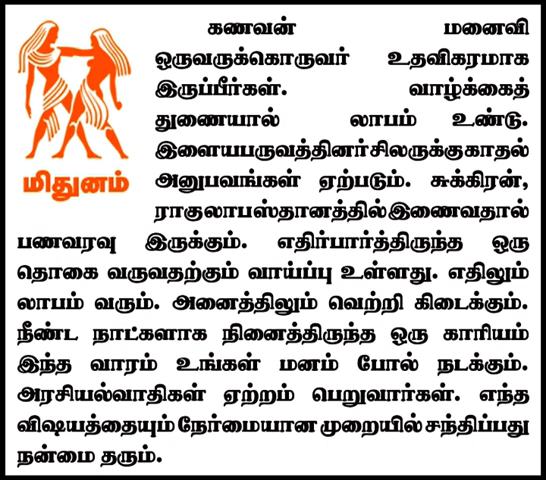 கணவன் மனைவி
ஒருவருக்கொருவர் உதவிகரமாக
இருப்பீர்கள். வாழ்க்கைத்
துணையால் லாபம் உண்டு.
இளையபருவத்தினர்சிலருக்குகாதல்
அனுபவங்கள் ஏற்படும். சுக்கிரன்,
ராகுலாபஸ்தானத்தில்இணைவதால்
மிதுனம்
பணவரவு இருக்கும். எதிர்பார்த்திருந்த ஒரு
தொகை வருவதற்கும் வாய்ப்பு உள்ளது. எதிலும்
லாபம் வரும். அனைத்திலும் வெற்றி கிடைக்கும்.
நீண்ட நாட்களாக நினைத்திருந்த ஒரு காரியம்
இந்த வாரம் உங்கள் மனம் போல் நடக்கும்.
அரசியல்வாதிகள் ஏற்றம் பெறுவார்கள். எந்த
விஷயத்தையும் நேர்மையான முறையில் சந்திப்பது
நன்மை தரும்.